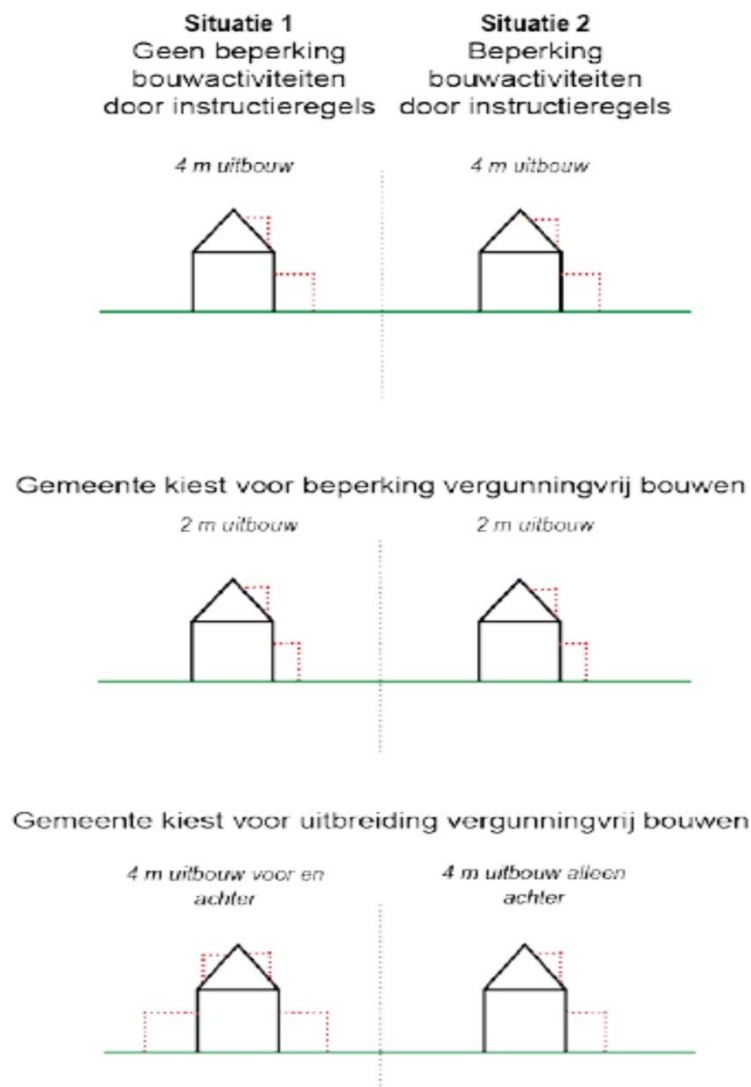 Situatie 1
Geen beperking
bouwactiviteiten
door instructieregels
Situatie 2
Beperking
bouwactiviteiten
door instructieregels
4 m uitbouw
4 m uitbouw
Gemeente kiest voor beperking vergunningvrij bouwen
2 m uitbouw
2 m uitbouw
Gemeente kiest voor uitbreiding vergunningvrij bouwen
4 m uitbouw voor en
achter
4 m uitbouw alleen
achter